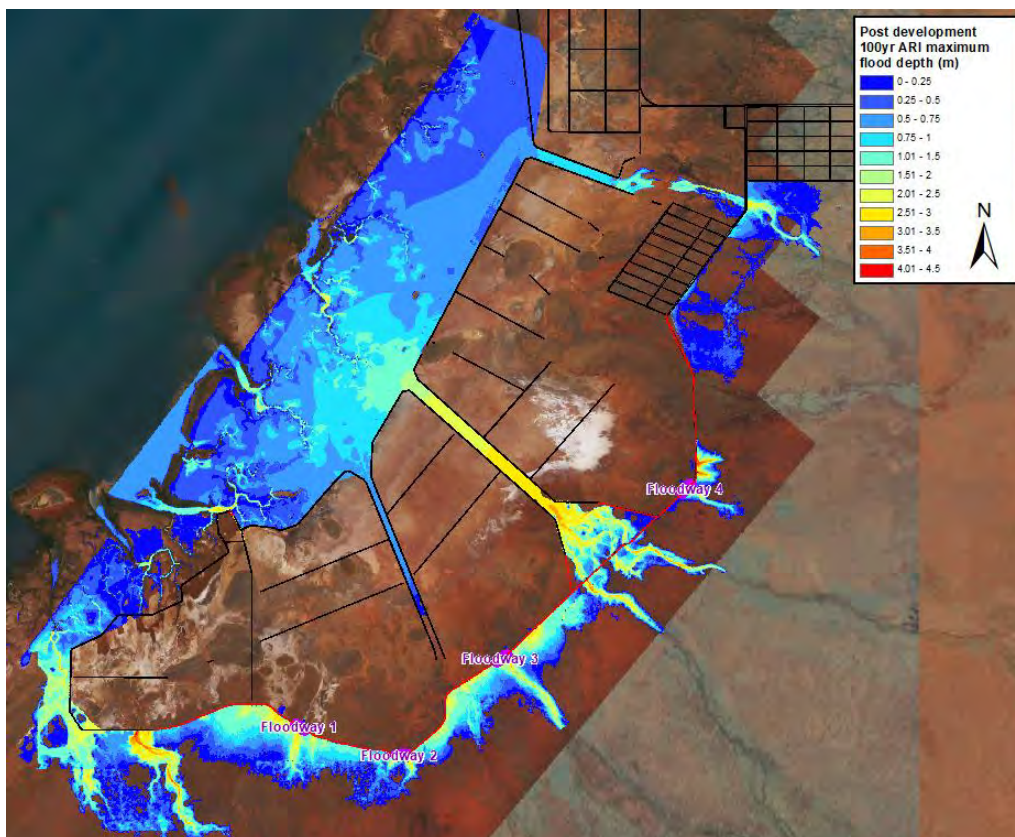 Post development
100yr ARI maximum
flood depth (m)
0 - 0.25
0.25 - 0.5
0.5 - 0.75
0.75 - 1
1.01 - 1.5
1.51 - 2
2.01 - 2.5
2.51 - 3
3.01 - 3.5
3.51 - 4
4.01 - 4.5
N
Floodway 4
Floodway 3
Floodway 1
Floodway 2